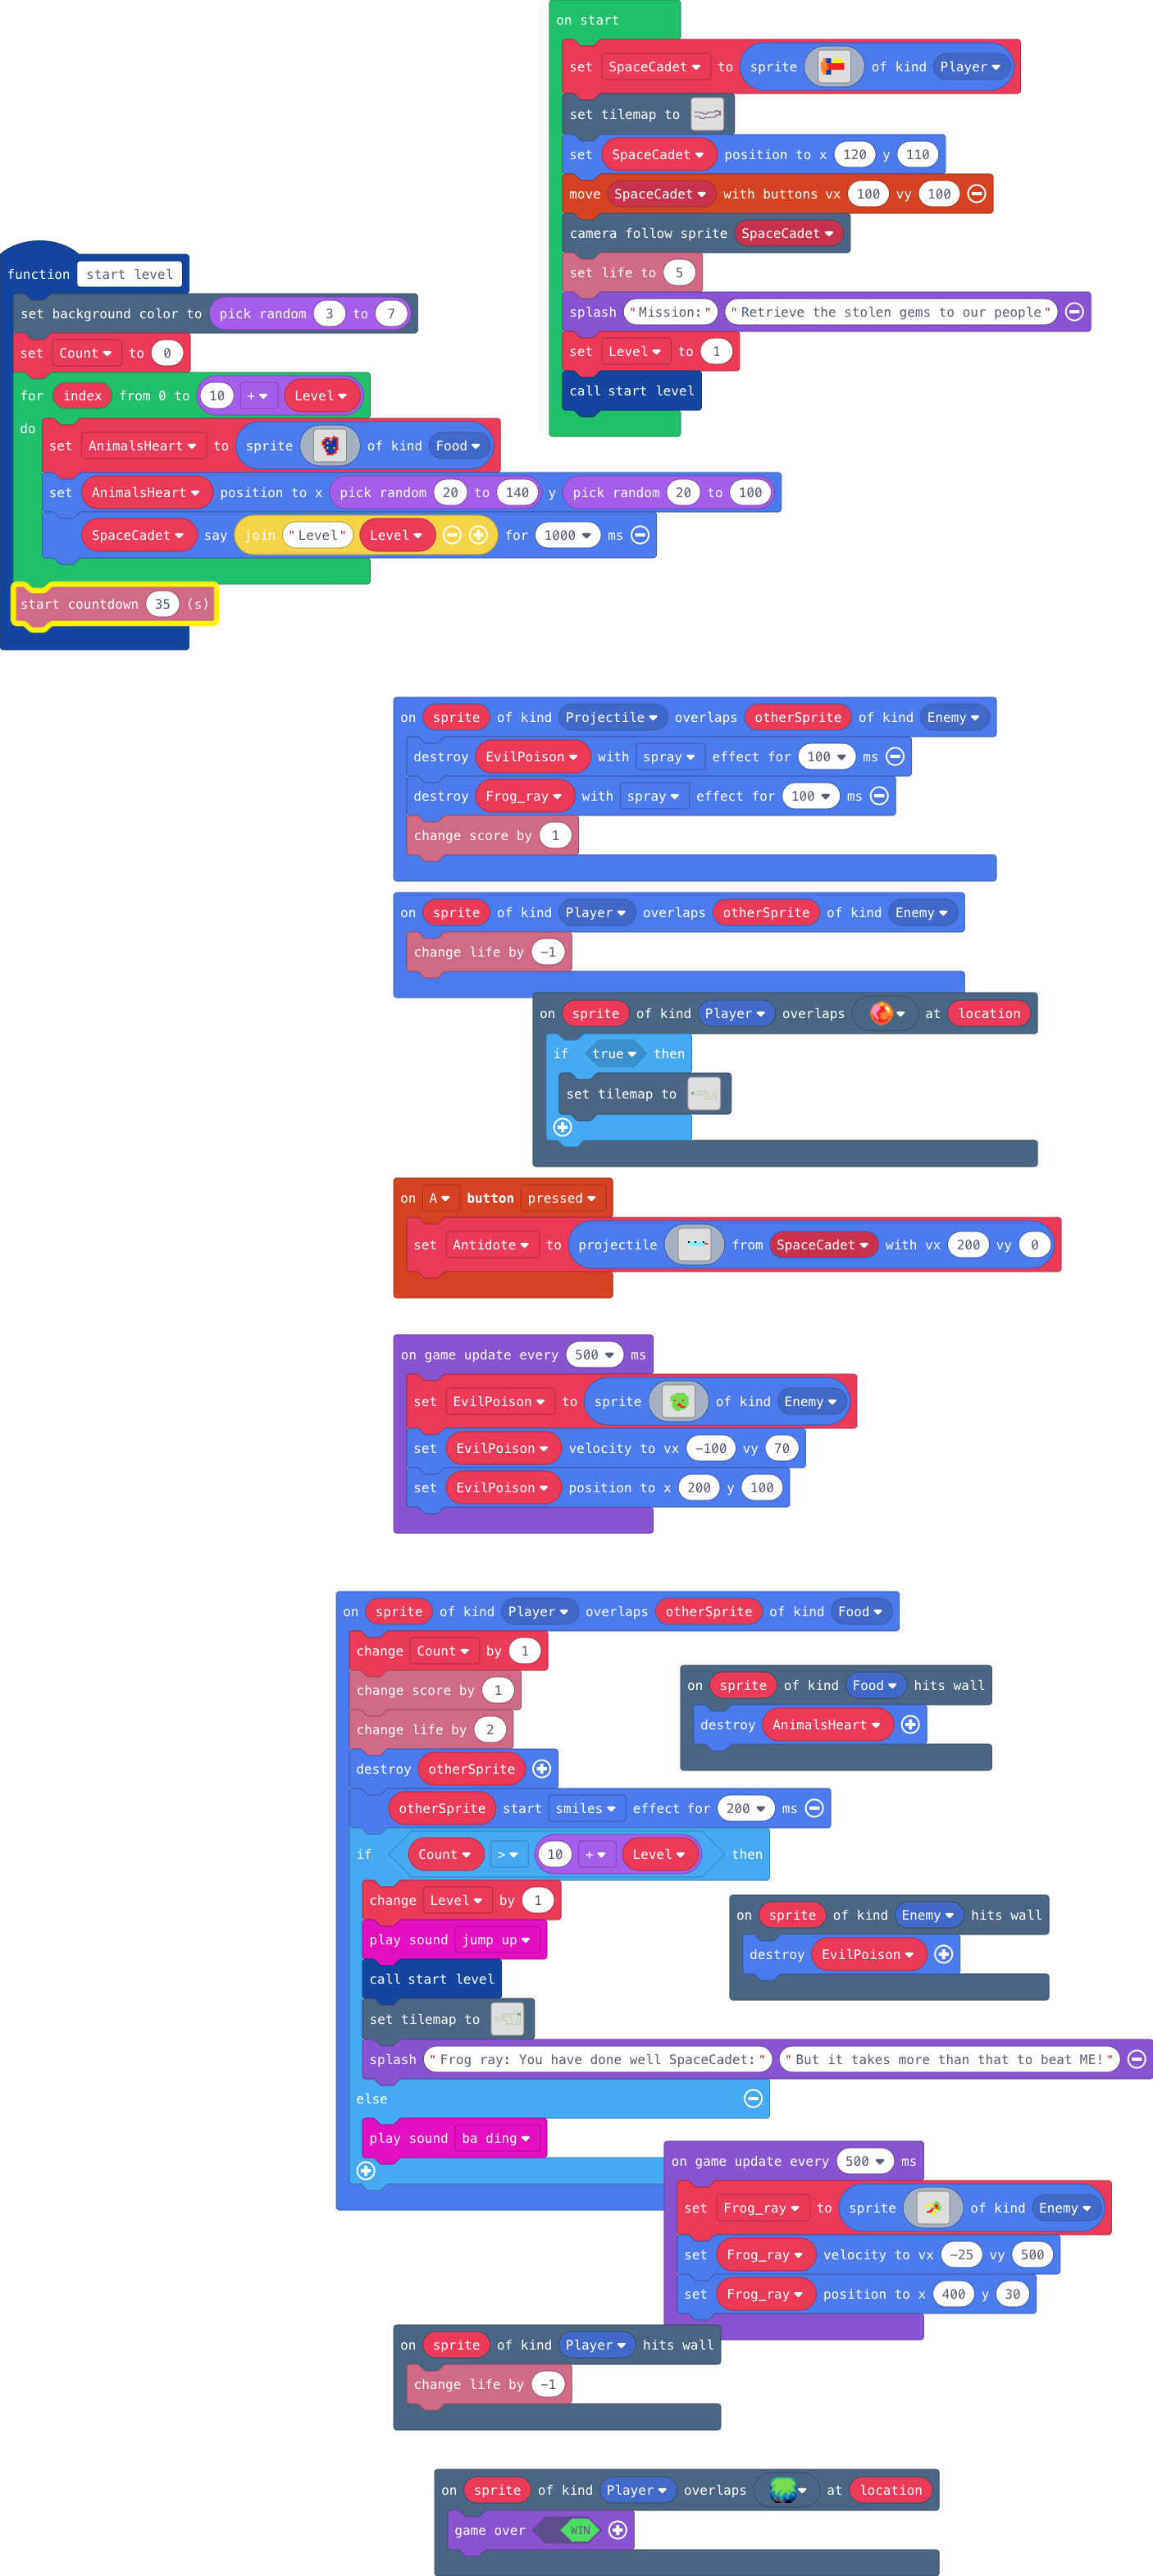 on start
set SpaceCadet to sprite of kind Player
set tilemap to
set SpaceCadet position to x 120 y 110
move SpaceCadet with buttons vx 100 vy 100
camera follow sprite SpaceCadet
set life to 5
splash "Mission:" "Retrieve the stolen gems to our people"
set Level to 1
call start level
function start level
set background color to pick random 3 to 7
set Count to 0
for index from 0 to 10 + Level
do
set AnimalsHeart to sprite of kind Food
set AnimalsHeart position to x pick random 20 to 140 y pick random 20 to 100
SpaceCadet say join "Level" Level for 1000 ms
start countdown 35 (s)
on sprite of kind Projectile overlaps otherSprite of kind Enemy
destroy EvilPoison with spray effect for 100 ms
destroy Frog_ray with spray effect for 100 ms
change score by 1
on sprite of kind Player overlaps otherSprite of kind Enemy
change life by -1
on sprite of kind Player overlaps at location
if true then
set tilemap to
on A button pressed
set Antidote to projectile from SpaceCadet with vx 200 vy 0
on game update every 500 ms
set EvilPoison to sprite of kind Enemy
set EvilPoison velocity to vx -100 vy 70
set EvilPoison position to x 200 y 100
on sprite of kind Player overlaps otherSprite of kind Food
change Count by 1
change score by 1
change life by 2
destroy otherSprite
otherSprite start smiles effect for 200 ms
if Count > 10 + Level then
change Level by 1
play sound jump up
call start level
set tilemap to
splash "Frog ray: You have done well SpaceCadet:" "But it takes more than that to beat ME!"
else
play sound ba ding
on sprite of kind Food hits wall
destroy AnimalsHeart
on sprite of kind Enemy hits wall
destroy EvilPoison
on game update every 500 ms
set Frog_ray to sprite of kind Enemy
set Frog_ray velocity to vx -25 vy 500
set Frog_ray position to x 400 y 30
on sprite of kind Player hits wall
change life by -1
on sprite of kind Player overlaps at location
game over WIN